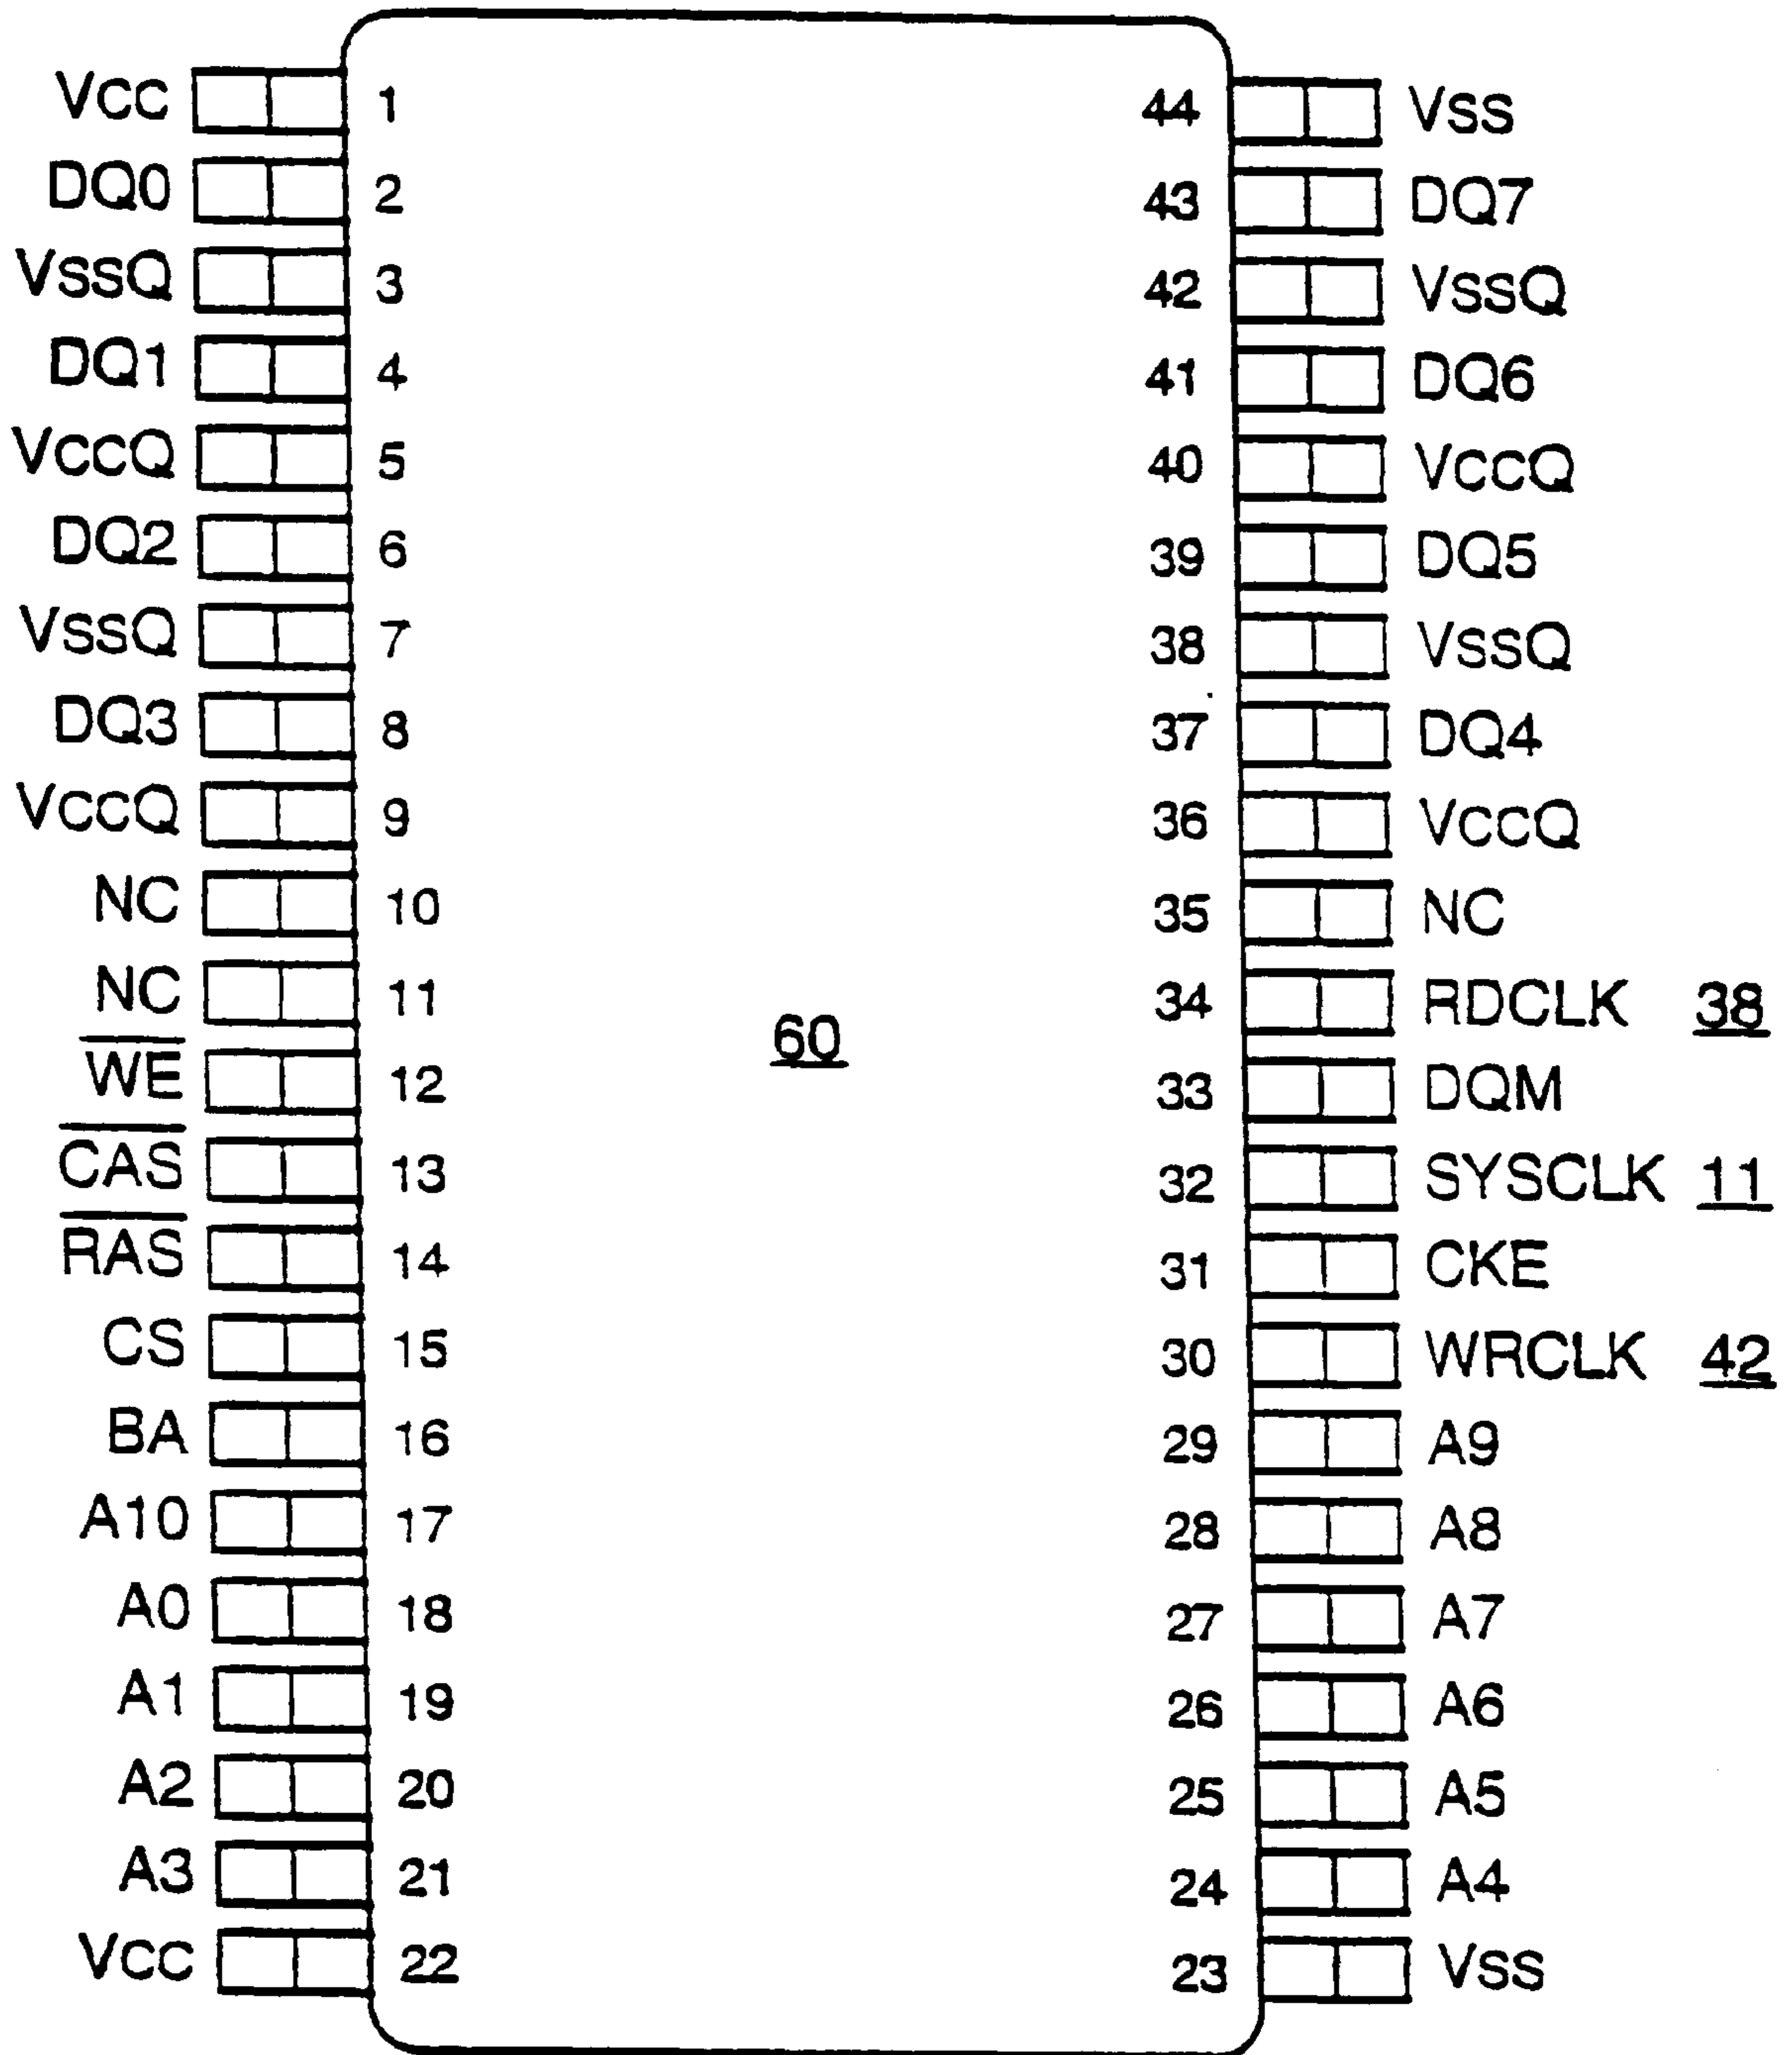 VCC 1 44 VSS
DQ0 2 43 DQ7
VSSQ 3 42 VSSQ
DQ1 4 41 DQ6
VCCQ 5 40 VCCQ
DQ2 6 39 DQ5
VSSQ 7 38 VSSQ
DQ3 8 37 DQ4
VCCQ 9 36 VCCQ
NC 10 35 NC
NC 11 34 RDCLK 38
60
W̅E̅ 12 33 DQM
C̅A̅S̅ 13 32 SYSCLK 11
R̅A̅S̅ 14 31 CKE
CS 15 30 WRCLK 42
BA 16 29 A9
A10 17 28 A8
A0 18 27 A7
A1 19 26 A6
A2 20 25 A5
A3 21 24 A4
VCC 22 23 VSS